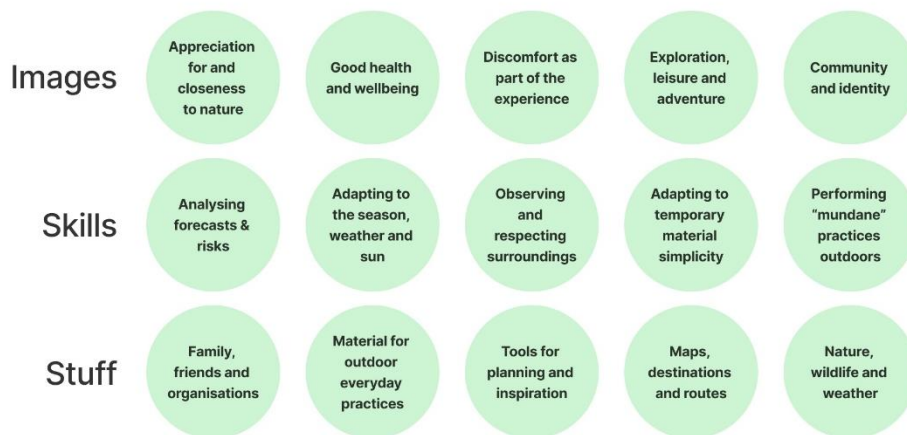 Images
Appreciation
for and
closeness
to nature
Good health
and wellbeing
Discomfort as
part of the
experience
Exploration,
leisure and
adventure
Community
and identity
Skills
Analysing
forecasts &
risks
Adapting to
the season,
weather and
sun
Observing
and
respecting
surroundings
Adapting to
temporary
material
simplicity
Performing
“mundane”
practices
outdoors
Stuff
Family,
friends and
organisations
Material for
outdoor
everyday
practices
Tools for
planning and
inspiration
Maps,
destinations
and routes
Nature,
wildlife and
weather